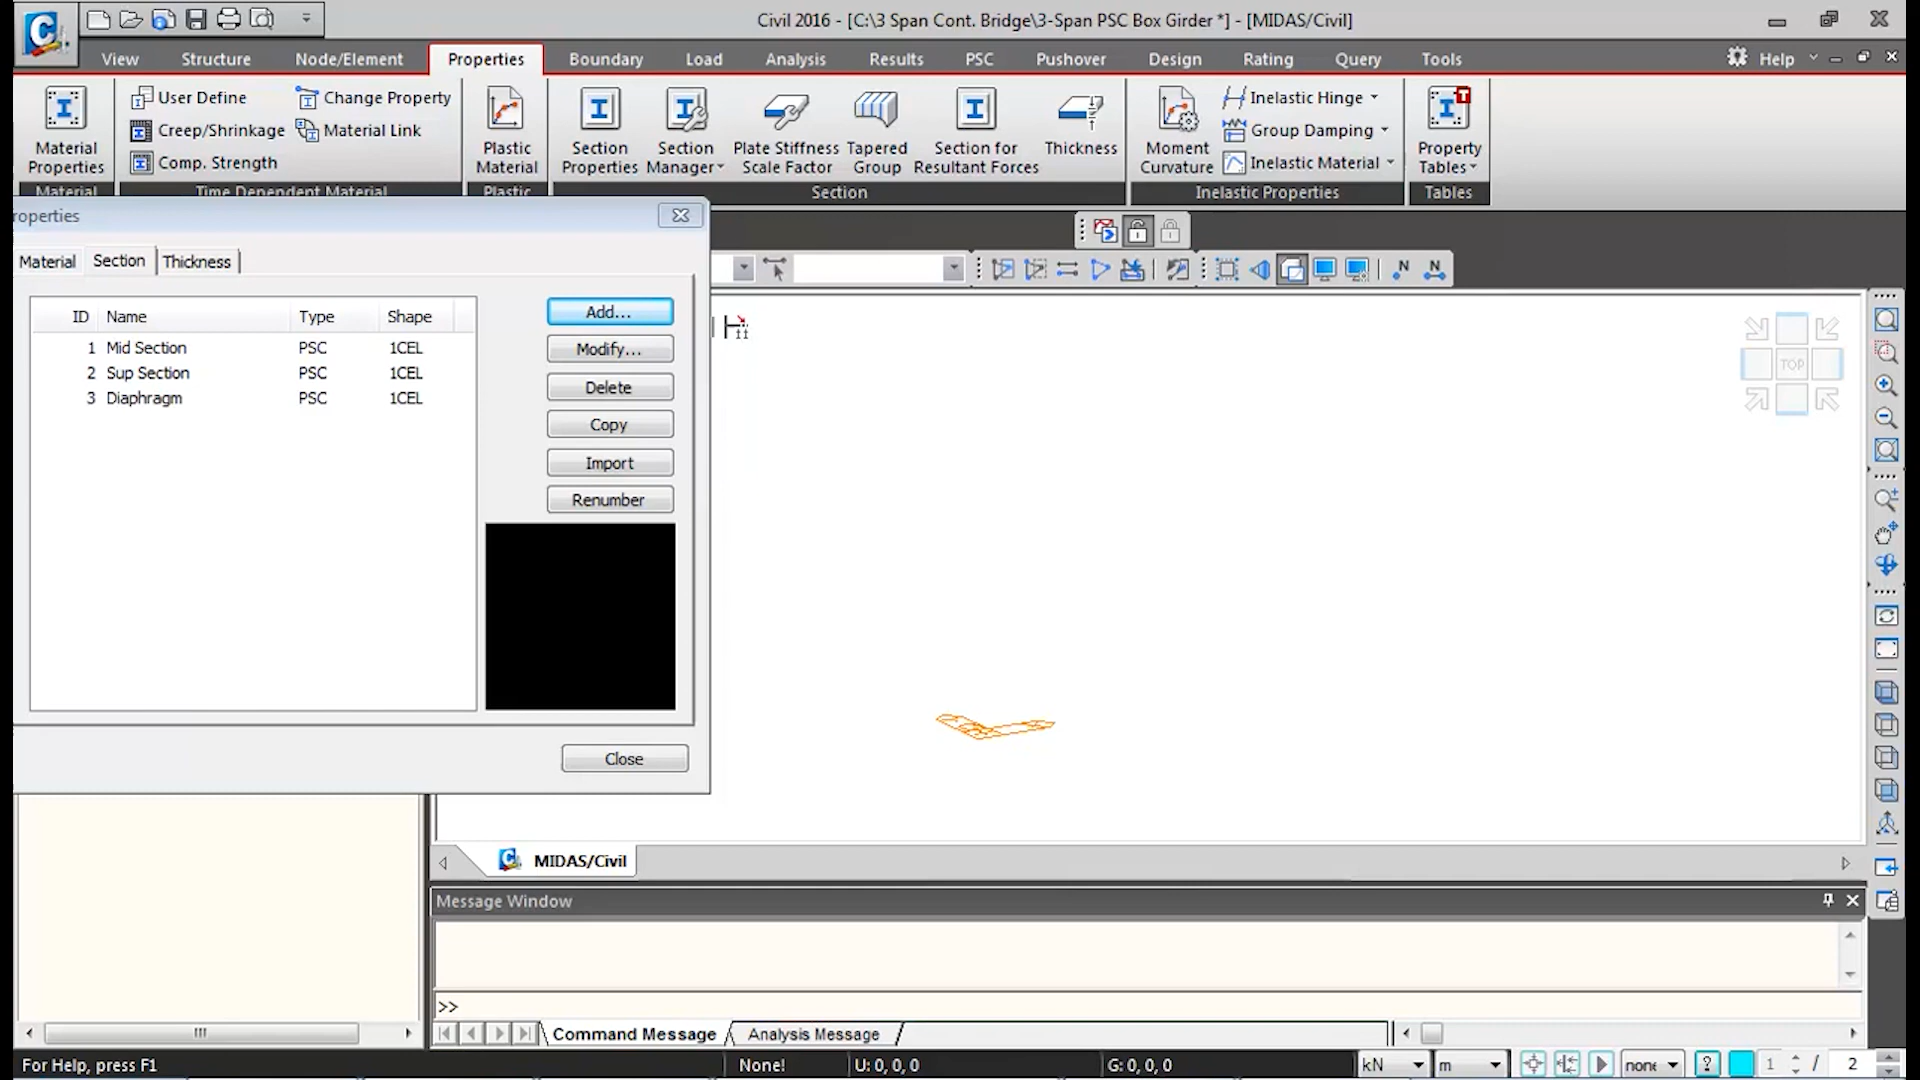 Civil 2016 - [C:\3 Span Cont. Bridge\3-Span PSC Box Girder *] - [MIDAS/Civil]
View Structure Node/Element Properties Boundary Load Analysis Results PSC Pushover Design Rating Query Tools Help
Material Properties
User Define
Creep/Shrinkage
Comp. Strength
Change Property
Material Link
Plastic Material
Section Properties
Section Manager
Plate Stiffness Scale Factor
Tapered Group
Section for Resultant Forces
Thickness
Moment Curvature
Inelastic Hinge
Group Damping
Inelastic Material
Property Tables
Material Time Dependent Material Plastic Section Inelastic Properties Tables
roperties
Material Section Thickness
ID Name Type Shape
1 Mid Section PSC 1CEL
2 Sup Section PSC 1CEL
3 Diaphragm PSC 1CEL
Add...
Modify...
Delete
Copy
Import
Renumber
Close
N N
TOP
MIDAS/Civil
Message Window
>>
Command Message Analysis Message
For Help, press F1 None! U: 0, 0, 0 G: 0, 0, 0 kN m none ? 1 / 2